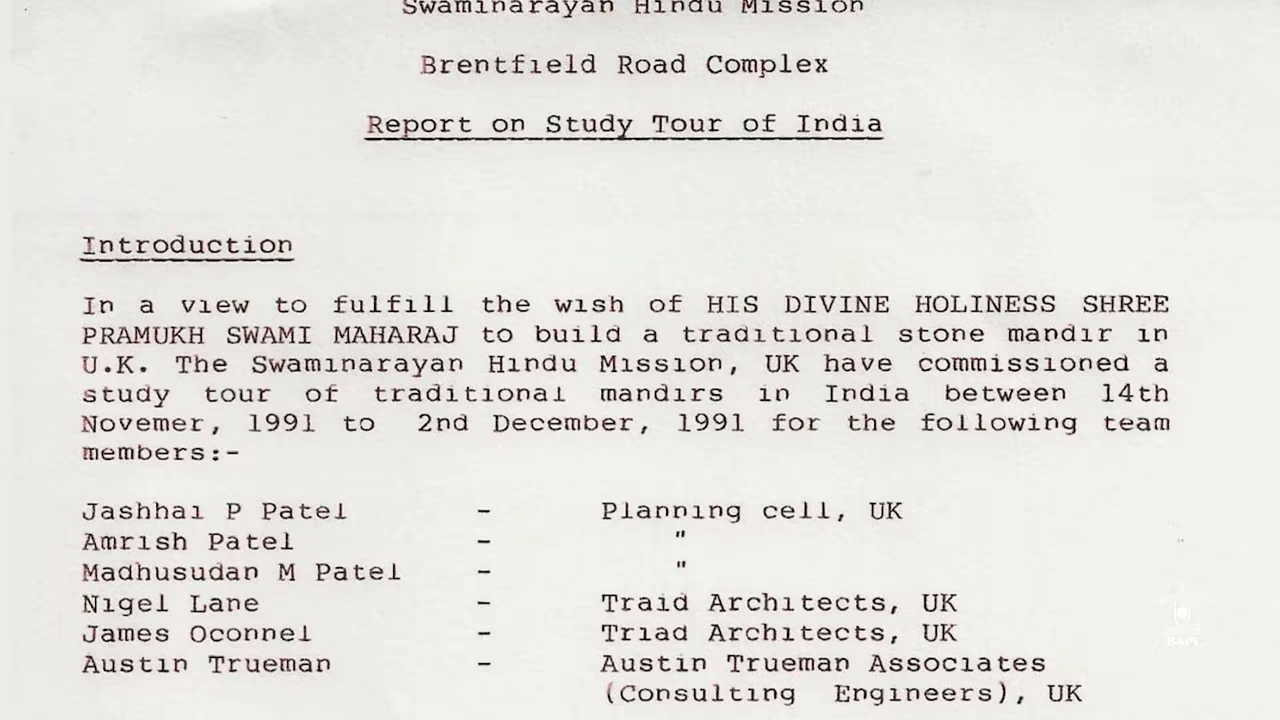 Swaminarayan Hindu Mission
Brentfield Road Complex
Report on Study Tour of India
Introduction
In a view to fulfill the wish of HIS DIVINE HOLINESS SHREE
PRAMUKH SWAMI MAHARAJ to build a traditional stone mandir in
U.K. The Swaminarayan Hindu Mission, UK have commissioned a
study tour of traditional mandirs in India between 14th
Novemer, 1991 to 2nd December, 1991 for the following team
members:-
Jashhai P Patel - Planning cell, UK
Amrish Patel - "
Madhusudan M Patel - "
Nigel Lane - Traid Architects, UK
James Oconnel - Triad Architects, UK
Austin Trueman - Austin Trueman Associates
(Consulting Engineers), UK
BAPS